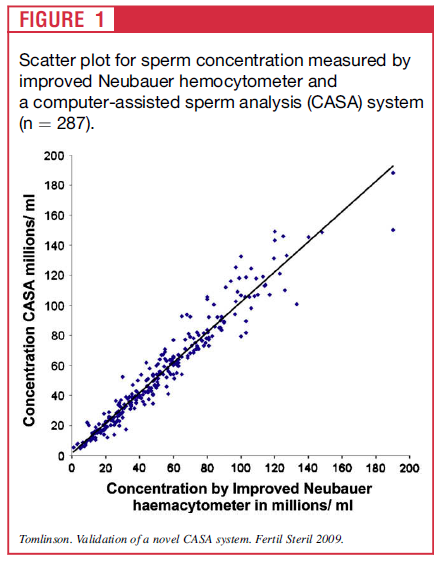 FIGURE 1
Scatter plot for sperm concentration measured by
improved Neubauer hemocytometer and
a computer-assisted sperm analysis (CASA) system
(n = 287).
200
180
160
140
120
100
80
60
40
20
0
Concentration CASA millions/ ml
0 20 40 60 80 100 120 140 160 180 200
Concentration by Improved Neubauer
haemacytometer in millions/ ml
Tomlinson. Validation of a novel CASA system. Fertil Steril 2009.